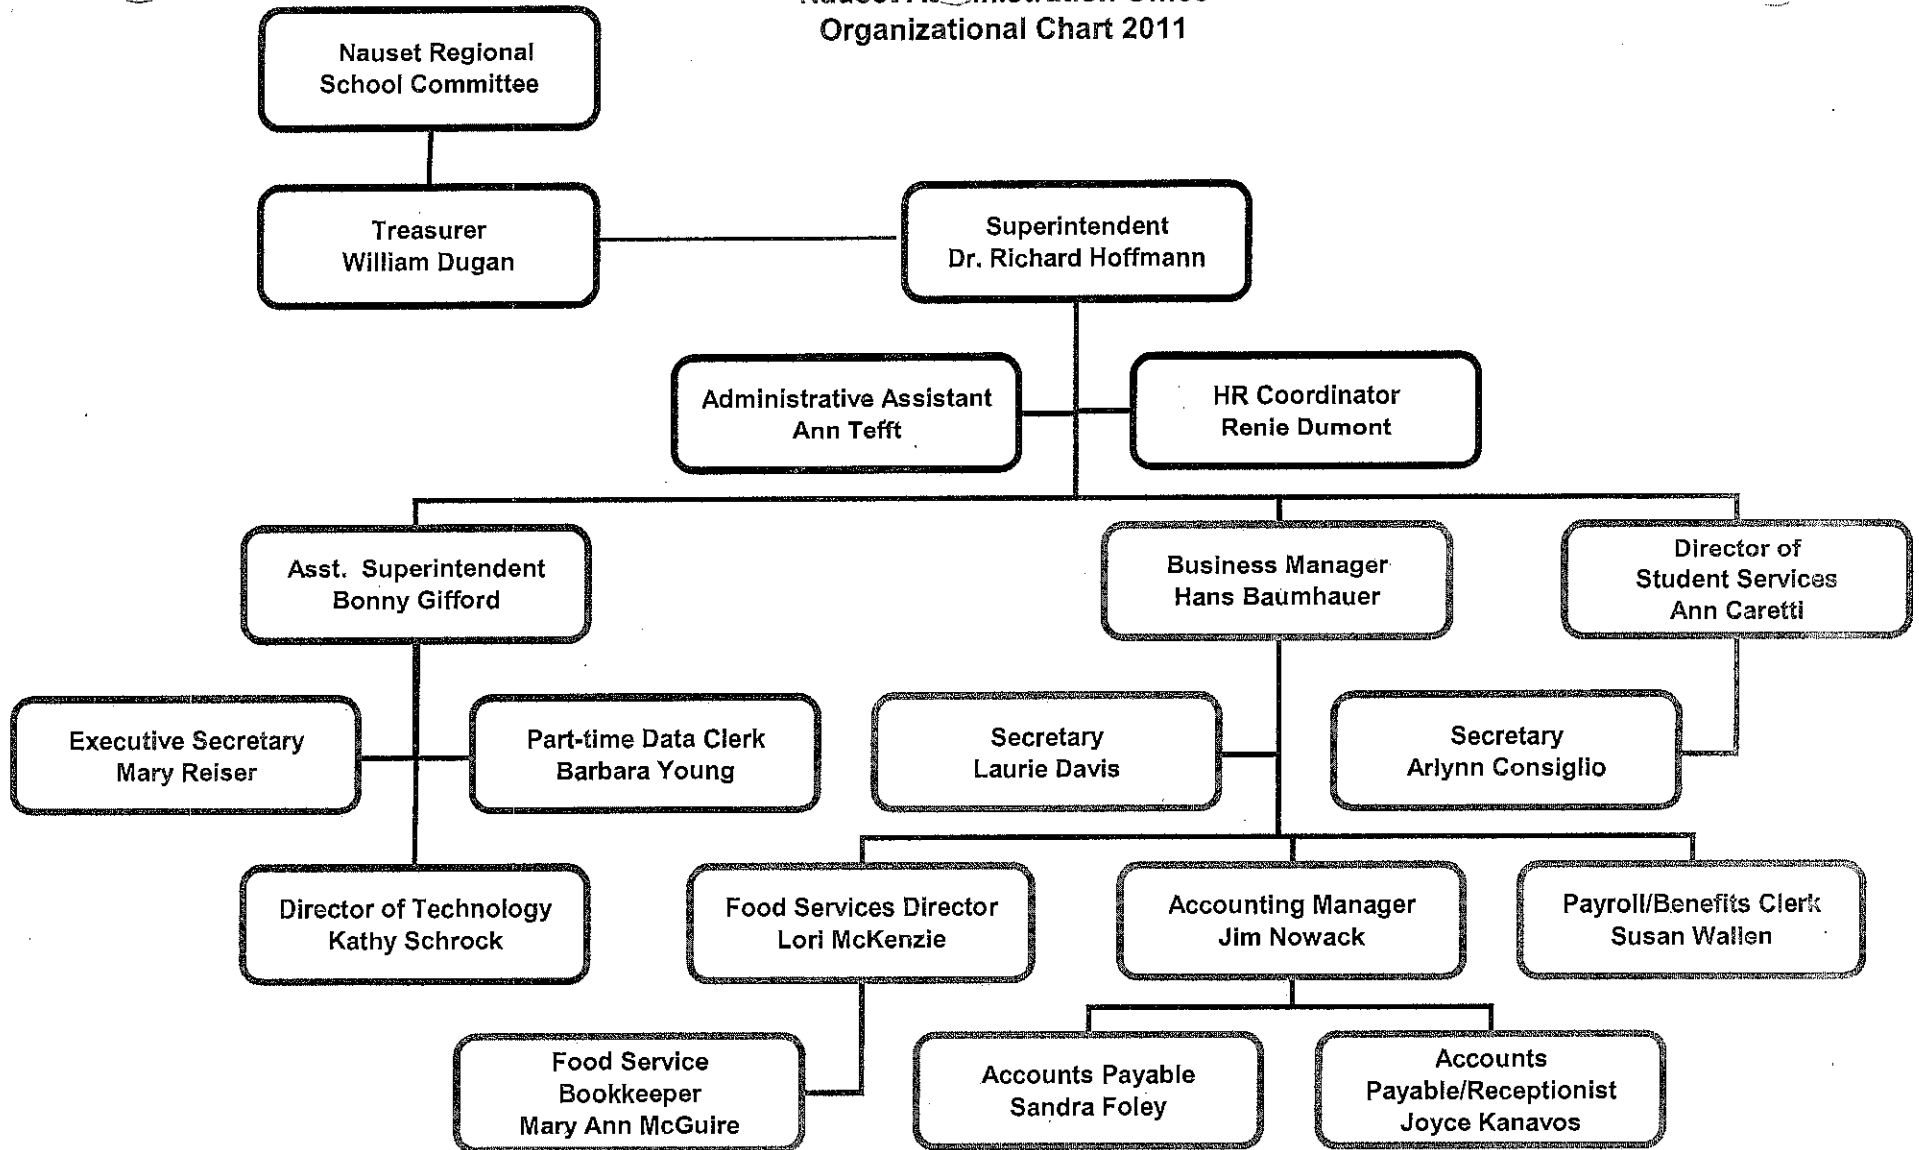 Organizational Chart 2011
Nauset Regional
School Committee
Treasurer
William Dugan
Superintendent
Dr. Richard Hoffmann
Administrative Assistant
Ann Tefft
HR Coordinator
Renie Dumont
Asst. Superintendent
Bonny Gifford
Business Manager
Hans Baumhauer
Director of
Student Services
Ann Caretti
Executive Secretary
Mary Reiser
Part-time Data Clerk
Barbara Young
Secretary
Laurie Davis
Secretary
Arlynn Consiglio
Director of Technology
Kathy Schrock
Food Services Director
Lori McKenzie
Accounting Manager
Jim Nowack
Payroll/Benefits Clerk
Susan Wallen
Food Service
Bookkeeper
Mary Ann McGuire
Accounts Payable
Sandra Foley
Accounts
Payable/Receptionist
Joyce Kanavos